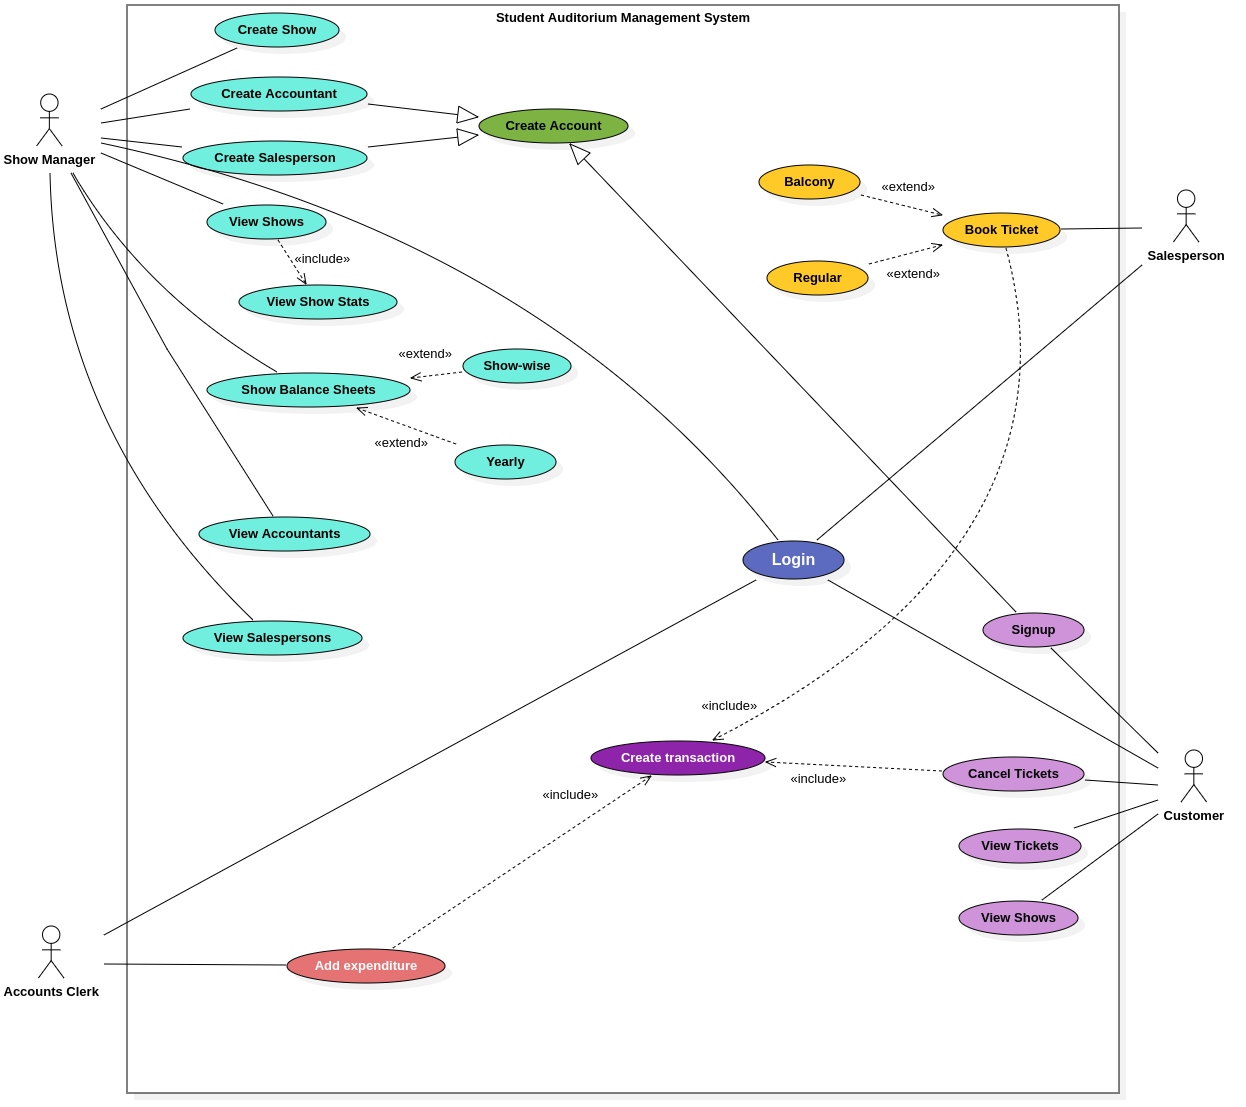 Student Auditorium Management System
Create Show
Create Accountant
Show Manager
Create Account
Create Salesperson
Balcony
«extend»
View Shows
Book Ticket
«include»
Salesperson
Regular
«extend»
View Show Stats
«extend»
Show-wise
Show Balance Sheets
«extend»
Yearly
View Accountants
Login
View Salespersons
Signup
«include»
Create transaction
Cancel Tickets
«include»
«include»
Customer
View Tickets
View Shows
Add expenditure
Accounts Clerk